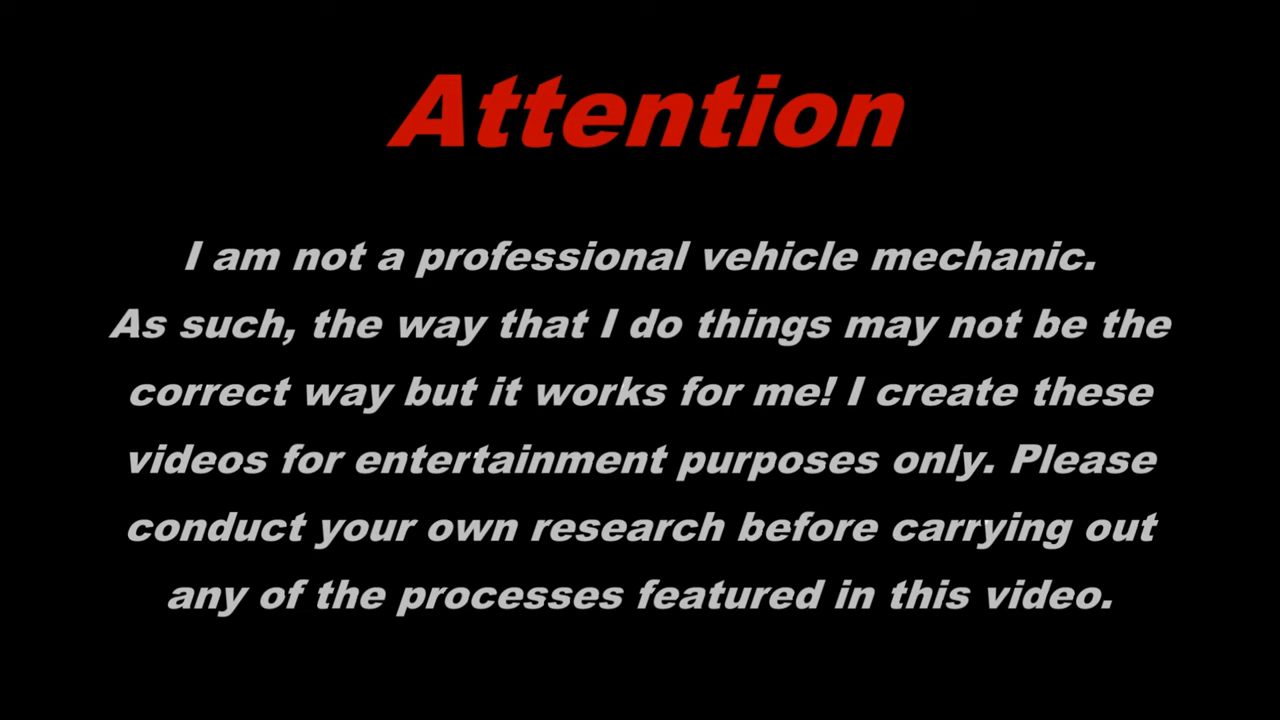 Attention
I am not a professional vehicle mechanic.
As such, the way that I do things may not be the
correct way but it works for me! I create these
videos for entertainment purposes only. Please
conduct your own research before carrying out
any of the processes featured in this video.